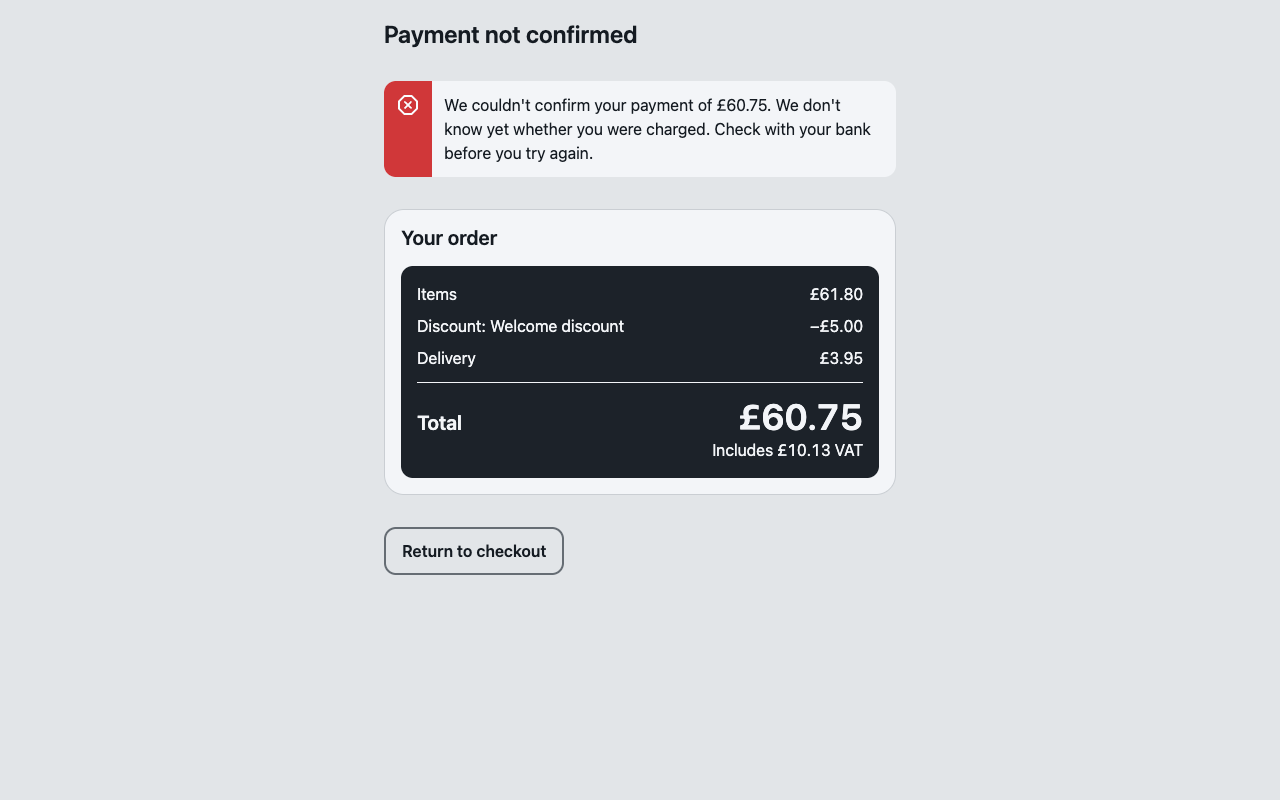 Payment not confirmed
We couldn't confirm your payment of £60.75. We don't
know yet whether you were charged. Check with your bank
before you try again.
Your order
Items £61.80
Discount: Welcome discount −£5.00
Delivery £3.95
Total £60.75
Includes £10.13 VAT
Return to checkout